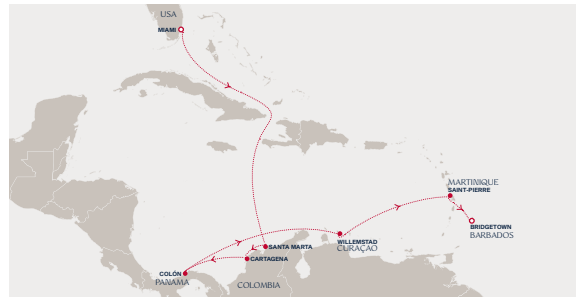 USA
MIAMI
MARTINIQUE
SAINT-PIERRE
BRIDGETOWN
BARBADOS
WILLEMSTAD
CURAÇAO
SANTA MARTA
CARTAGENA
COLÓN
PANAMA
COLOMBIA